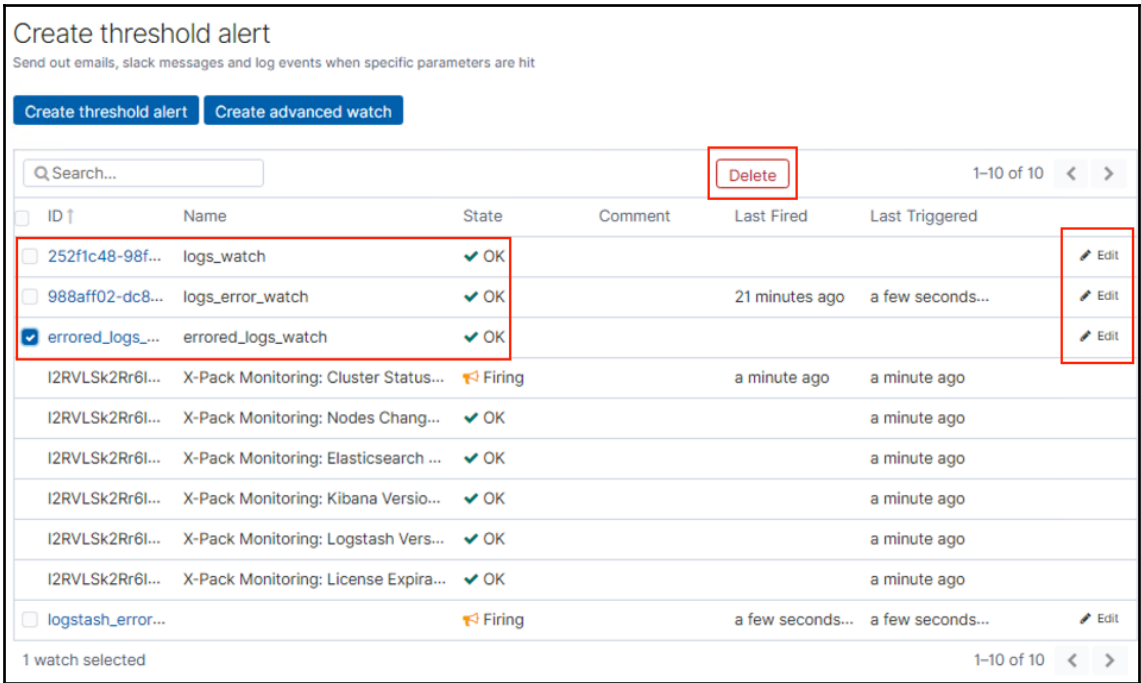 Create threshold alert
Send out emails, slack messages and log events when specific parameters are hit
Create threshold alert Create advanced watch
Search... Delete 1–10 of 10
ID Name State Comment Last Fired Last Triggered
252f1c48-98f... logs_watch OK Edit
988aff02-dc8... logs_error_watch OK 21 minutes ago a few seconds... Edit
errored_logs_... errored_logs_watch OK Edit
I2RVLSk2Rr6I... X-Pack Monitoring: Cluster Status... Firing a minute ago a minute ago
I2RVLSk2Rr6I... X-Pack Monitoring: Nodes Chang... OK a minute ago
I2RVLSk2Rr6I... X-Pack Monitoring: Elasticsearch ... OK a minute ago
I2RVLSk2Rr6I... X-Pack Monitoring: Kibana Versio... OK a minute ago
I2RVLSk2Rr6I... X-Pack Monitoring: Logstash Vers... OK a minute ago
I2RVLSk2Rr6I... X-Pack Monitoring: License Expira... OK a minute ago
logstash_error... Firing a few seconds... a few seconds... Edit
1 watch selected 1–10 of 10